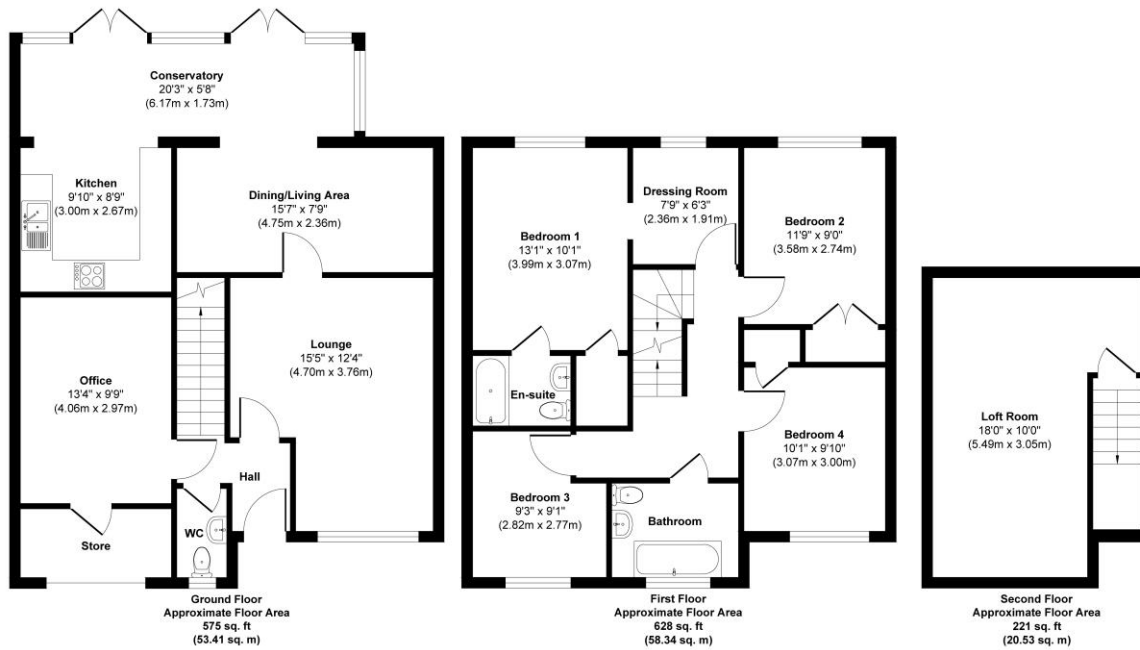 Conservatory
20'3" x 5'8"
(6.17m x 1.73m)
Kitchen
9'10" x 8'9"
(3.00m x 2.67m)
Dining/Living Area
15'7" x 7'9"
(4.75m x 2.36m)
Lounge
15'5" x 12'4"
(4.70m x 3.76m)
Office
13'4" x 9'9"
(4.06m x 2.97m)
Hall
WC
Store
Ground Floor
Approximate Floor Area
575 sq. ft
(53.41 sq. m)
Bedroom 1
13'1" x 10'1"
(3.99m x 3.07m)
Dressing Room
7'9" x 6'3"
(2.36m x 1.91m)
Bedroom 2
11'9" x 9'0"
(3.58m x 2.74m)
En-suite
Bedroom 4
10'1" x 9'10"
(3.07m x 3.00m)
Bedroom 3
9'3" x 9'1"
(2.82m x 2.77m)
Bathroom
First Floor
Approximate Floor Area
628 sq. ft
(58.34 sq. m)
Loft Room
18'0" x 10'0"
(5.49m x 3.05m)
Second Floor
Approximate Floor Area
221 sq. ft
(20.53 sq. m)